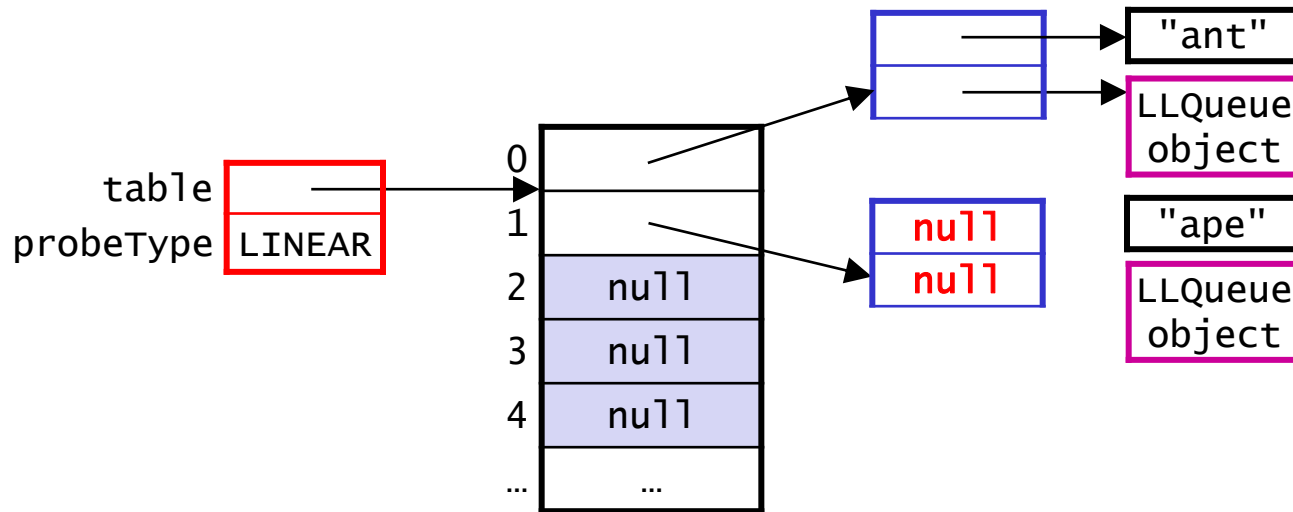 "ant"
LLQueue
object
0
table
1
"ape"
probeType
LINEAR
null
null
2
null
LLQueue
object
3
null
4
null
...
...